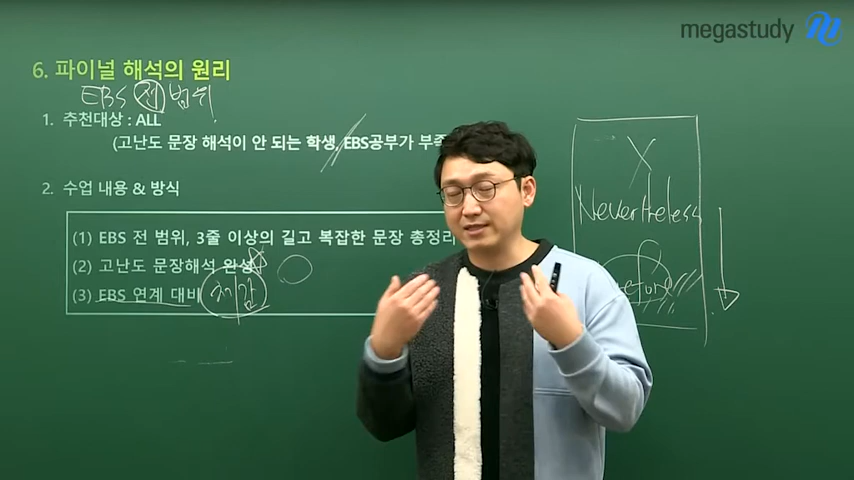 megastudy
6. 파이널 해석의 원리
EBS 전 범위.
1. 추천대상 : ALL
(고난도 문장 해석이 안 되는 학생, EBS공부가 부족
2. 수업 내용 & 방식
(1) EBS 전 범위, 3줄 이상의 길고 복잡한 문장 총정리
(2) 고난도 문장해석 완성
(3) EBS 연계 대비
X
Nevertheless